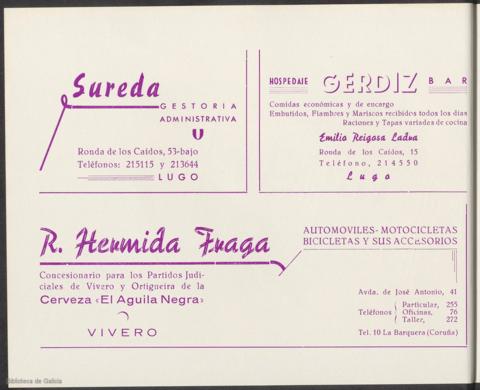 Sureda
GESTORIA
ADMINISTRATIVA
Ronda de los Caídos, 53-bajo
Teléfonos: 215115 y 213644
LUGO
HOSPEDAJE GERDIZ BAR
Comidas económicas y de encargo
Embutidos, Fiambres y Mariscos recibidos todos los días
Raciones y Tapas variadas de cocina
Emilio Reigosa Ladra
Ronda de los Caídos, 15
Teléfono, 214550
Lugo
R. Hermida Fraga
Concesionario para los Partidos Judi-
ciales de Vivero y Ortigueira de la
Cerveza «El Aguila Negra»
VIVERO
AUTOMOVILES- MOTOCICLETAS
BICICLETAS Y SUS ACCESORIOS
Avda. de José Antonio, 41
Teléfonos
Particular, 255
Oficinas, 76
Taller, 272
Tel. 10 La Barquera (Coruña)
Biblioteca de Galicia